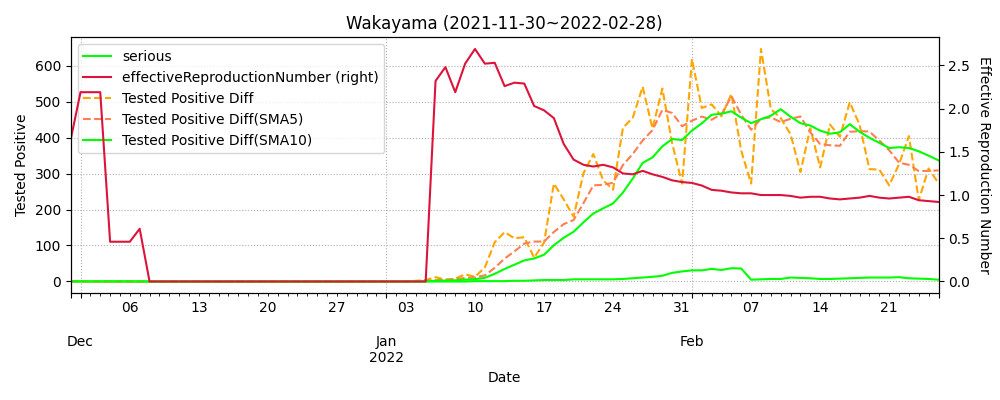 Wakayama (2021-11-30~2022-02-28)
serious
effectiveReproductionNumber (right)
Tested Positive Diff
Tested Positive Diff(SMA5)
Tested Positive Diff(SMA10)
Tested Positive
600
500
400
300
200
100
0
2.5
2.0
1.5
1.0
0.5
0.0
Effective Reproduction Number
06 13 20 27 03 10 17 24 31 07 14 21
Dec Jan Feb
2022
Date